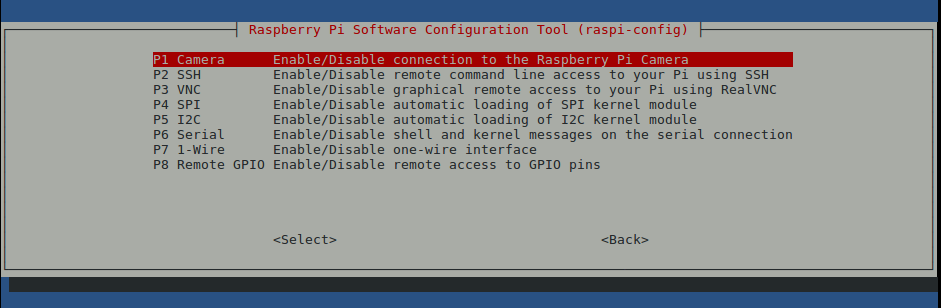 Raspberry Pi Software Configuration Tool (raspi-config)
P1 Camera Enable/Disable connection to the Raspberry Pi Camera
P2 SSH Enable/Disable remote command line access to your Pi using SSH
P3 VNC Enable/Disable graphical remote access to your Pi using RealVNC
P4 SPI Enable/Disable automatic loading of SPI kernel module
P5 I2C Enable/Disable automatic loading of I2C kernel module
P6 Serial Enable/Disable shell and kernel messages on the serial connection
P7 1-Wire Enable/Disable one-wire interface
P8 Remote GPIO Enable/Disable remote access to GPIO pins
<Select> <Back>